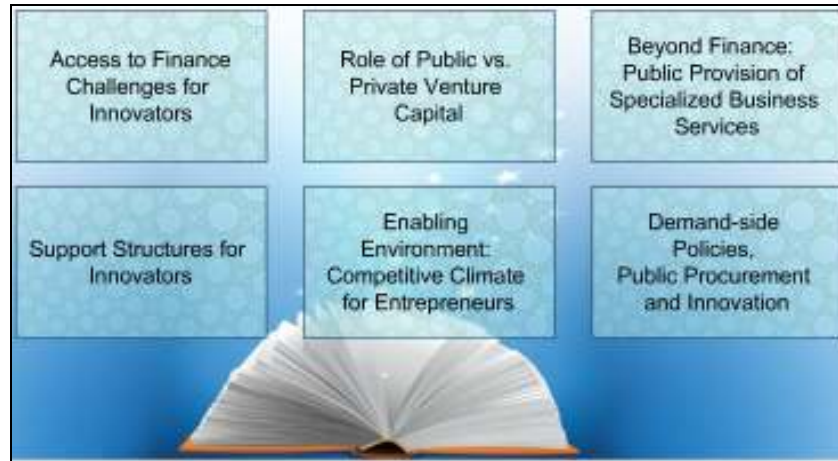 Access to Finance
Challenges for
Innovators
Role of Public vs.
Private Venture
Capital
Beyond Finance:
Public Provision of
Specialized Business
Services
Support Structures for
Innovators
Enabling
Environment:
Competitive Climate
for Entrepreneurs
Demand-side
Policies,
Public Procurement
and Innovation